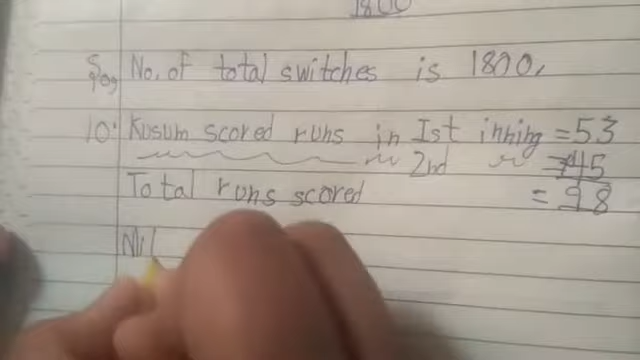 1800
No. of total switches is 1800.
10. Kusum scored runs in Ist inning = 53
2nd = +45
Total runs scored = 98